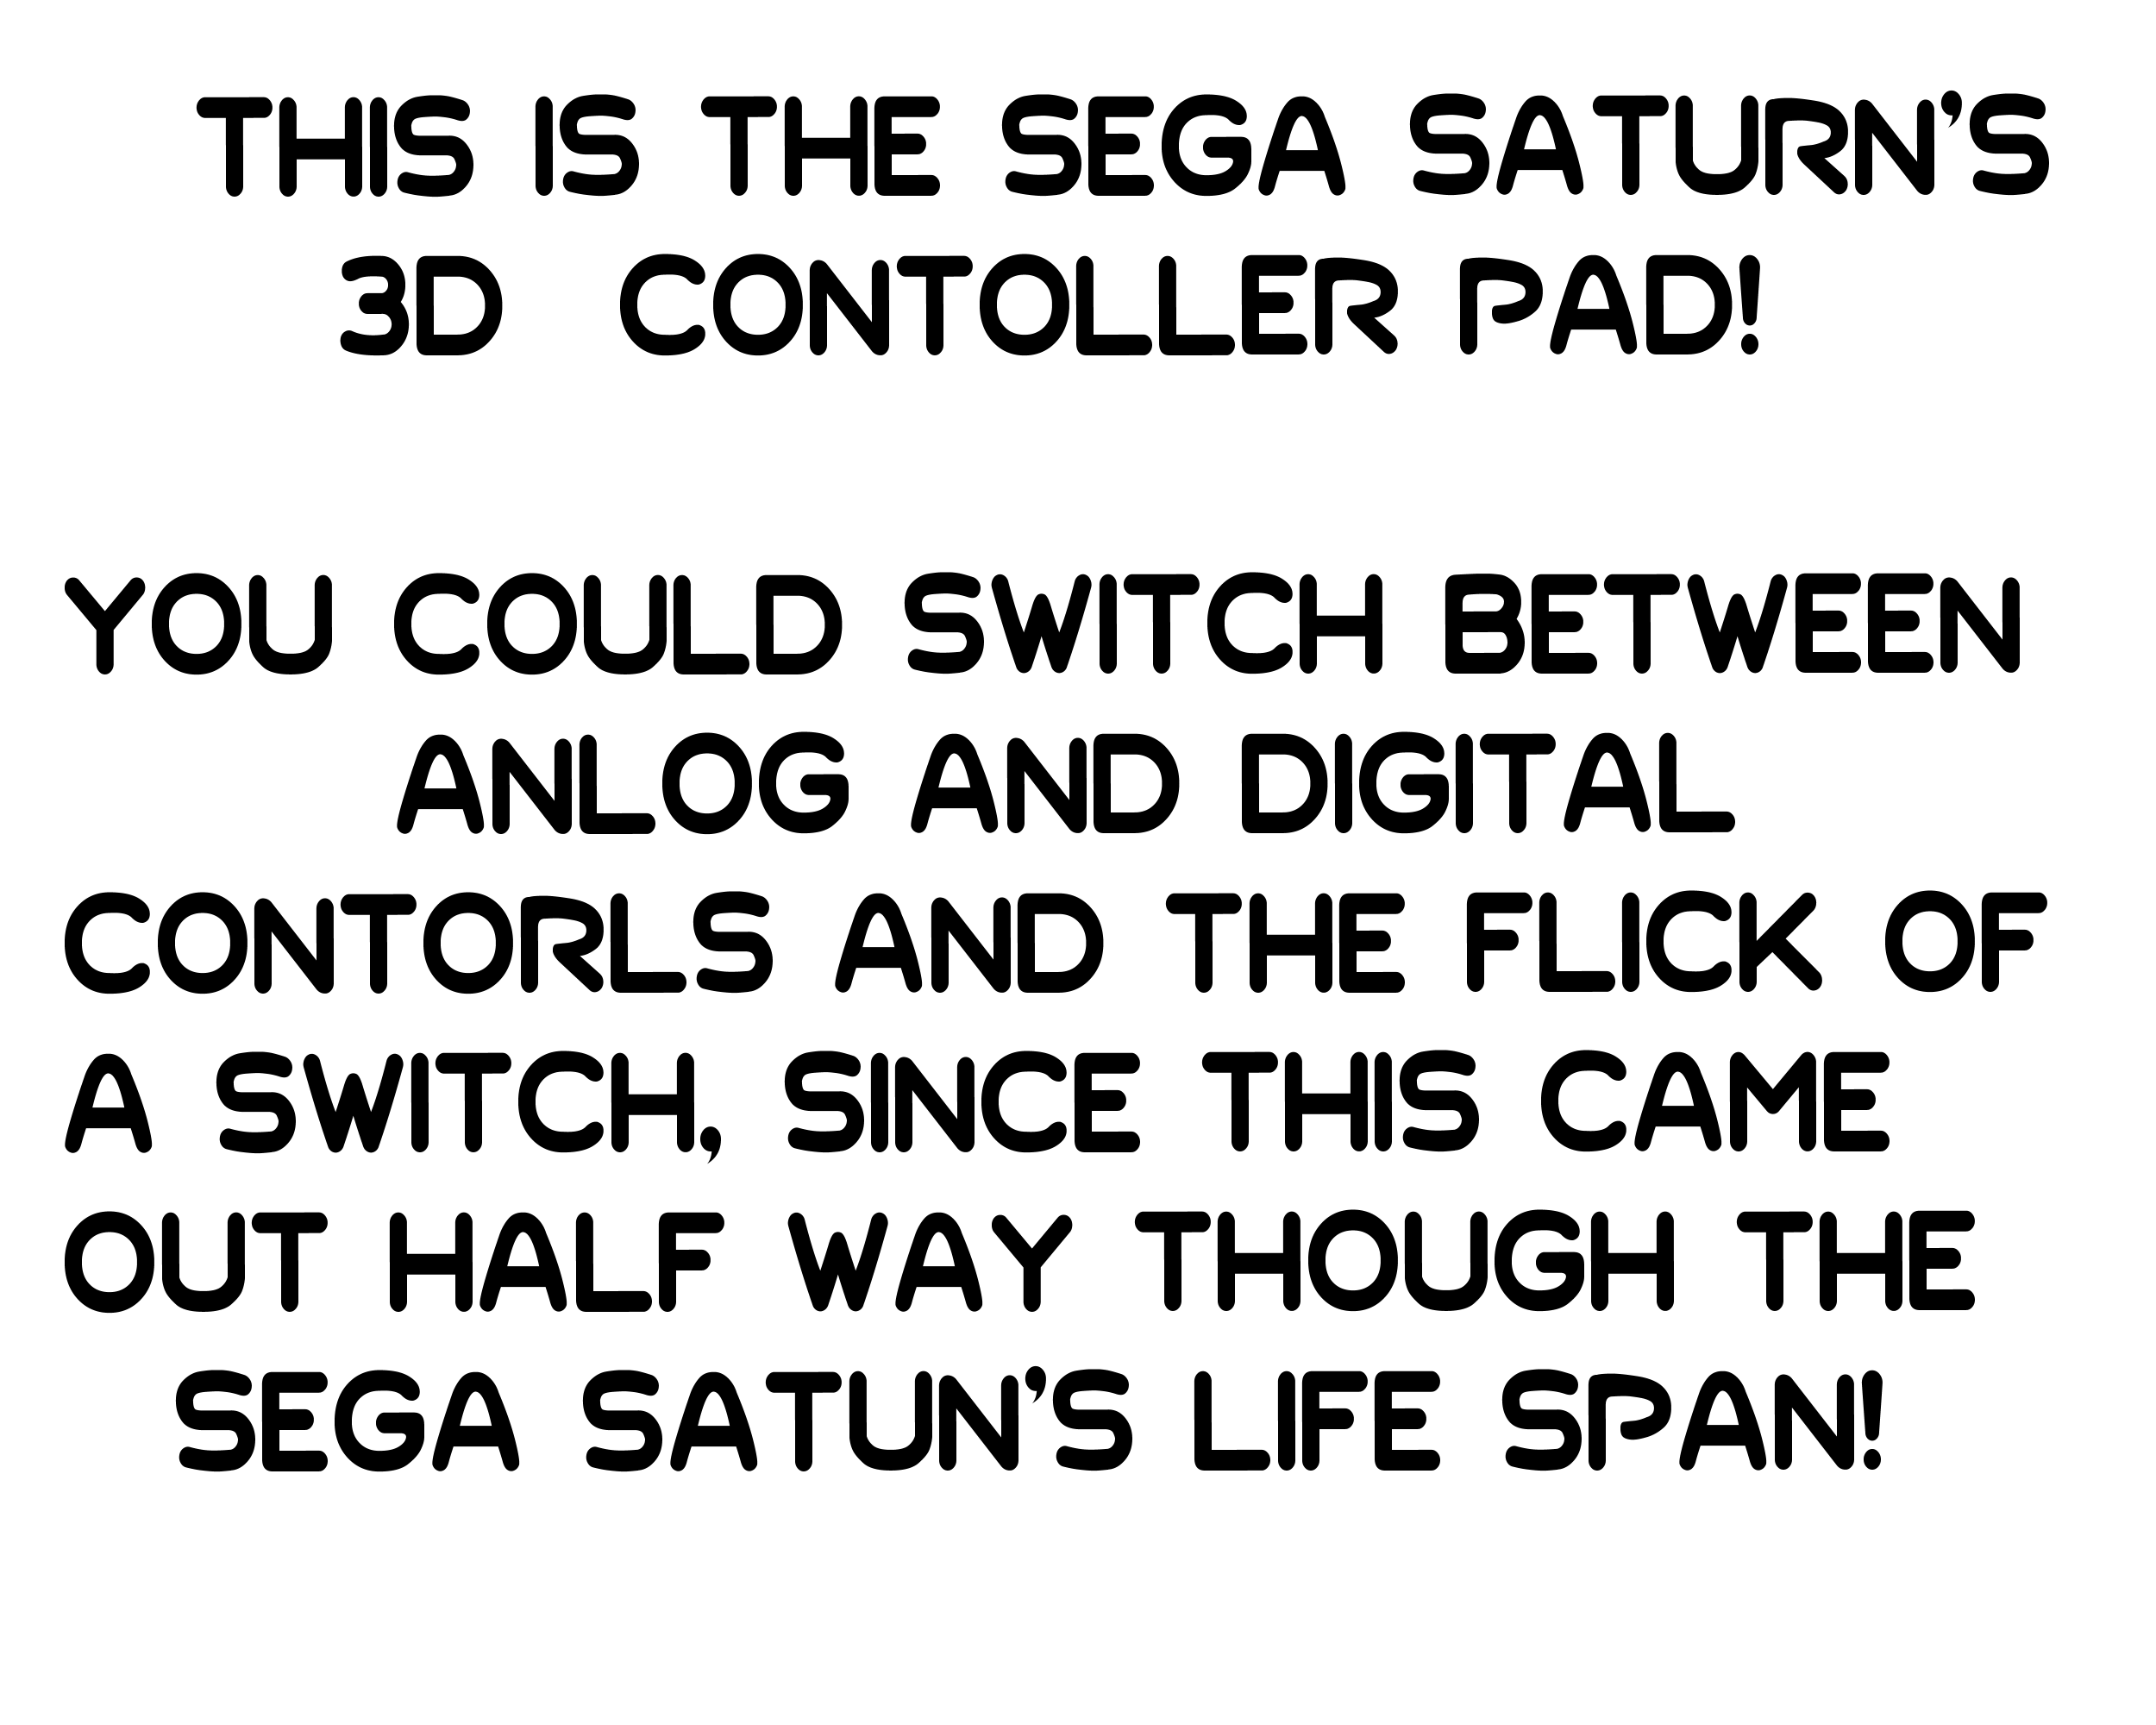 THIS IS THE SEGA SATURN'S
3D CONTOLLER PAD!
YOU COULD SWITCH BETWEEN
ANLOG AND DIGITAL
CONTORLS AND THE FLICK OF
A SWITCH, SINCE THIS CAME
OUT HALF WAY THOUGH THE
SEGA SATUN'S LIFE SPAN!